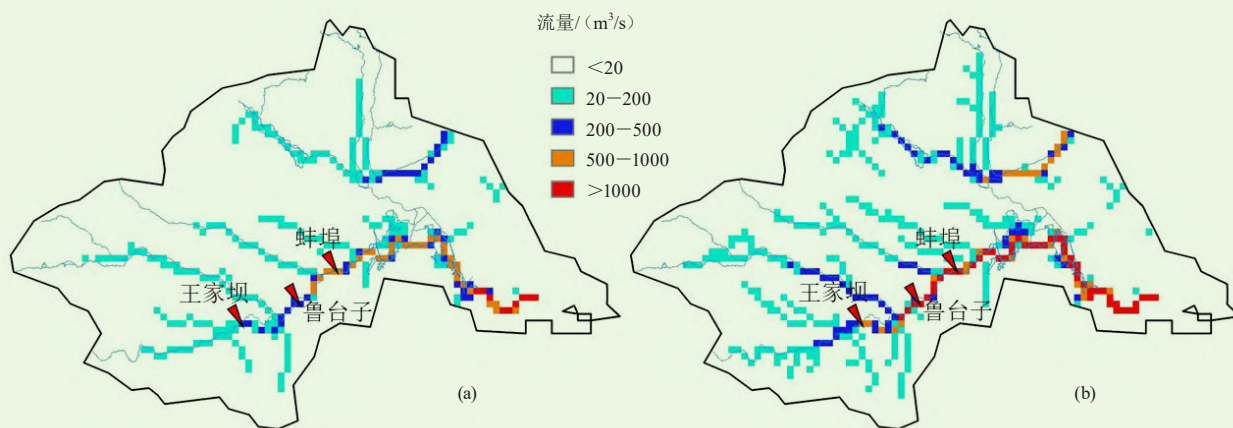 流量/（m³/s）
＜20
20－200
200－500
500－1000
＞1000
蚌埠
王家坝
鲁台子
(a)
蚌埠
王家坝
鲁台子
(b)